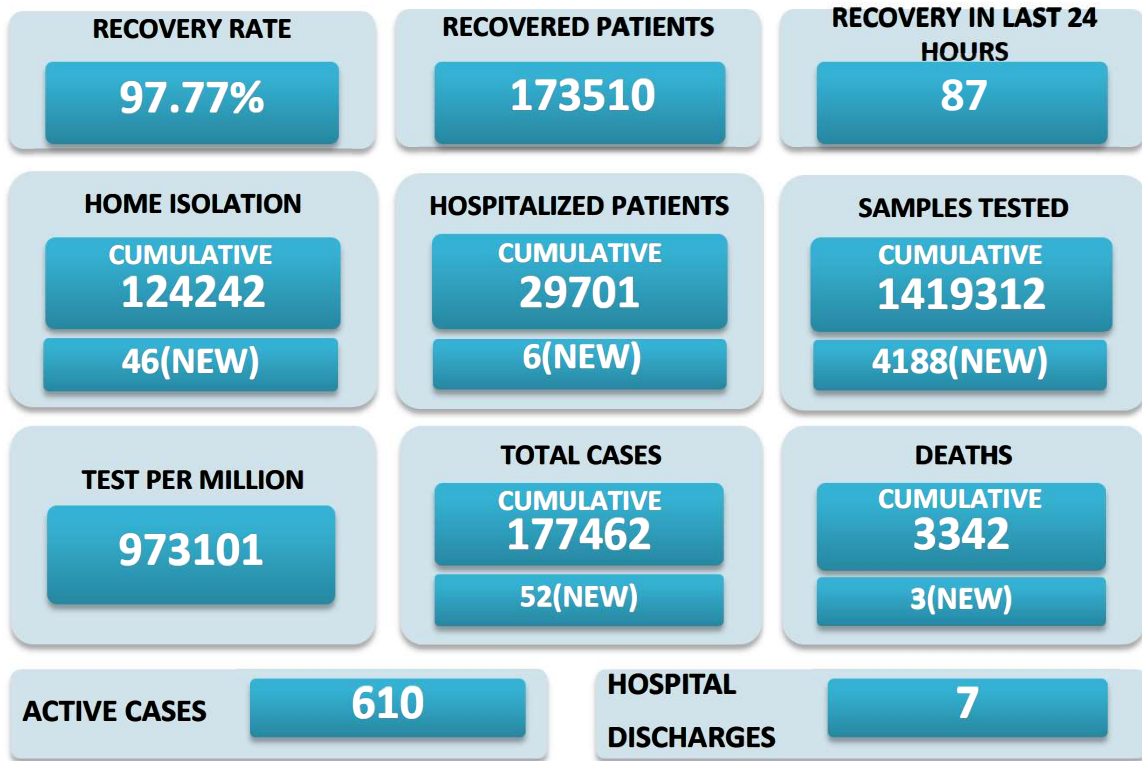 RECOVERY RATE
97.77%
RECOVERED PATIENTS
173510
RECOVERY IN LAST 24
HOURS
87
HOME ISOLATION
CUMULATIVE
124242
46(NEW)
HOSPITALIZED PATIENTS
CUMULATIVE
29701
6(NEW)
SAMPLES TESTED
CUMULATIVE
1419312
4188(NEW)
TEST PER MILLION
973101
TOTAL CASES
CUMULATIVE
177462
52(NEW)
DEATHS
CUMULATIVE
3342
3(NEW)
ACTIVE CASES
610
HOSPITAL
DISCHARGES
7